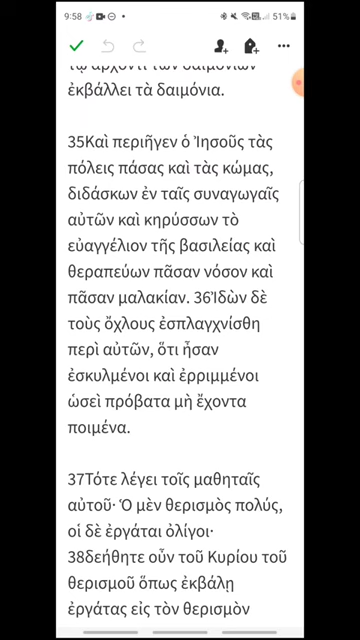 9:58
51%
τῷ ἄρχοντι τῶν δαιμονίων
ἐκβάλλει τὰ δαιμόνια.
35Καὶ περιῆγεν ὁ Ἰησοῦς τὰς
πόλεις πάσας καὶ τὰς κώμας,
διδάσκων ἐν ταῖς συναγωγαῖς
αὐτῶν καὶ κηρύσσων τὸ
εὐαγγέλιον τῆς βασιλείας καὶ
θεραπεύων πᾶσαν νόσον καὶ
πᾶσαν μαλακίαν. 36Ἰδὼν δὲ
τοὺς ὄχλους ἐσπλαγχνίσθη
περὶ αὐτῶν, ὅτι ἦσαν
ἐσκυλμένοι καὶ ἐρριμμένοι
ὡσεὶ πρόβατα μὴ ἔχοντα
ποιμένα.
37Τότε λέγει τοῖς μαθηταῖς
αὐτοῦ· Ὁ μὲν θερισμὸς πολύς,
οἱ δὲ ἐργάται ὀλίγοι·
38δεήθητε οὖν τοῦ Κυρίου τοῦ
θερισμοῦ ὅπως ἐκβάλῃ
ἐργάτας εἰς τὸν θερισμὸν